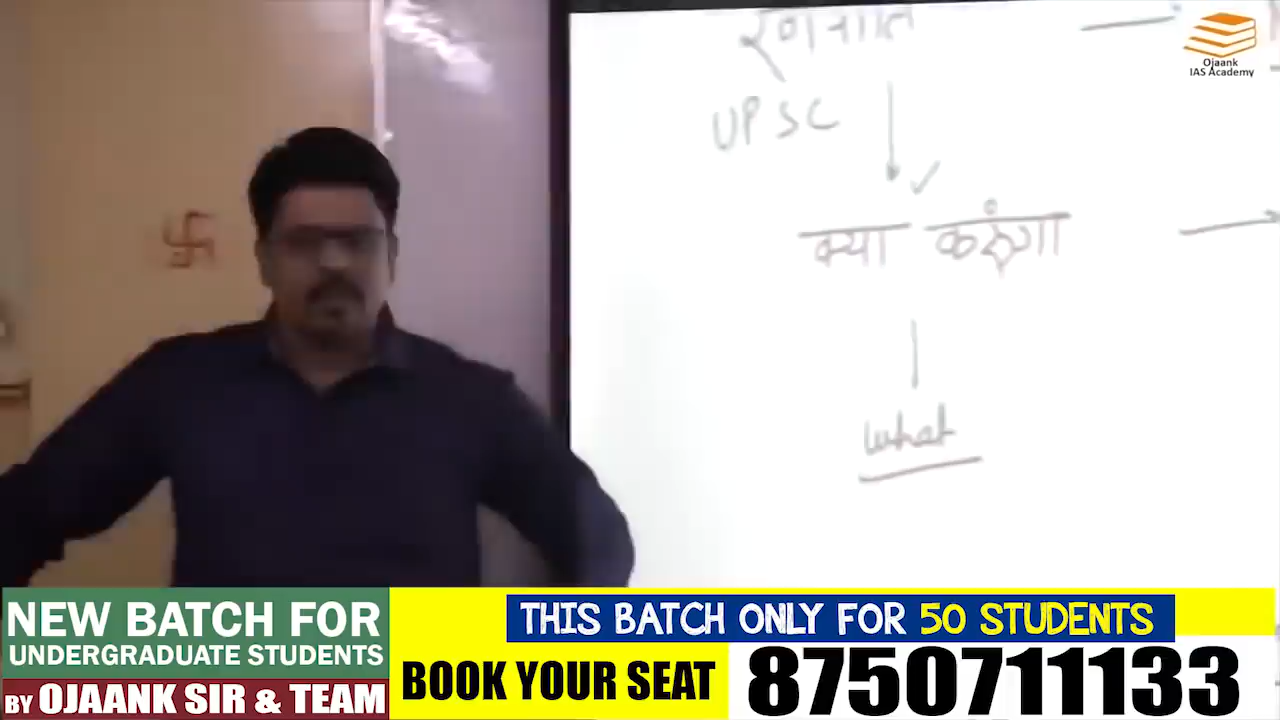 रणनीति
Ojaank
IAS Academy
UPSC
क्या करूंगा
what
NEW BATCH FOR
UNDERGRADUATE STUDENTS
BY OJAANK SIR & TEAM
THIS BATCH ONLY FOR 50 STUDENTS
BOOK YOUR SEAT
8750711133